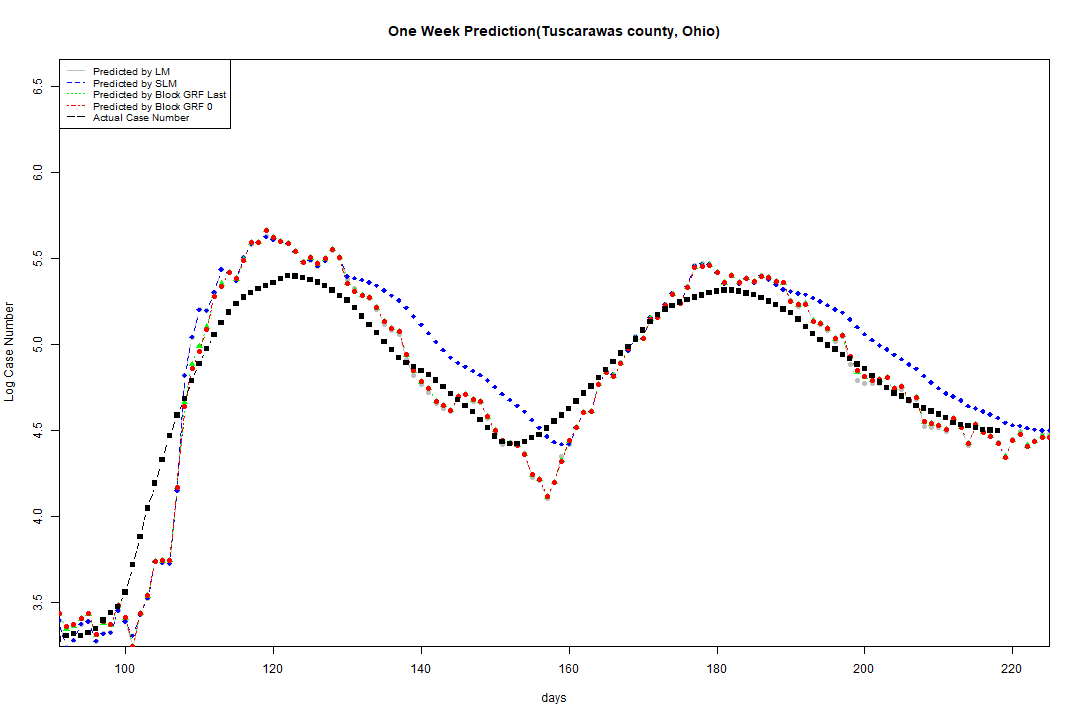 One Week Prediction(Tuscarawas county, Ohio)
Predicted by LM
Predicted by SLM
Predicted by Block GRF Last
Predicted by Block GRF 0
Actual Case Number
Log Case Number
6.5
6.0
5.5
5.0
4.5
4.0
3.5
100 120 140 160 180 200 220
days